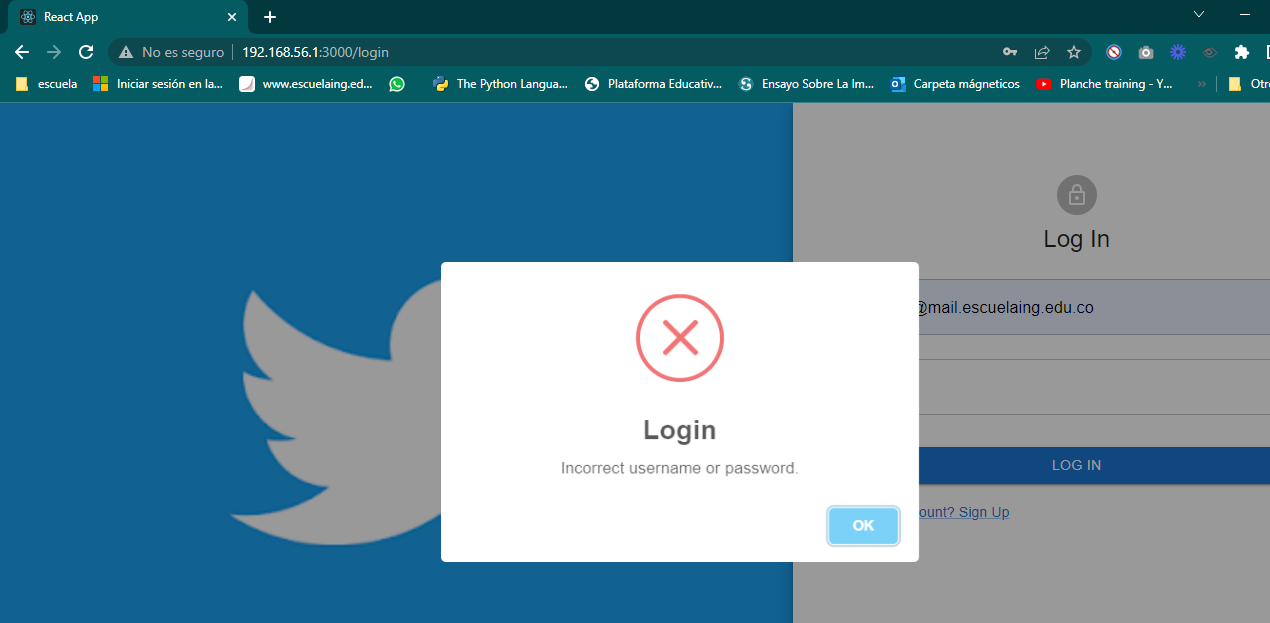 React App
No es seguro
192.168.56.1:3000/login
escuela
Iniciar sesión en la...
www.escuelaing.ed...
The Python Langua...
Plataforma Educativ...
Ensayo Sobre La Im...
Carpeta mágneticos
Planche training - Y...
Otr
Log In
@mail.escuelaing.edu.co
Login
Incorrect username or password.
OK
LOG IN
ount? Sign Up